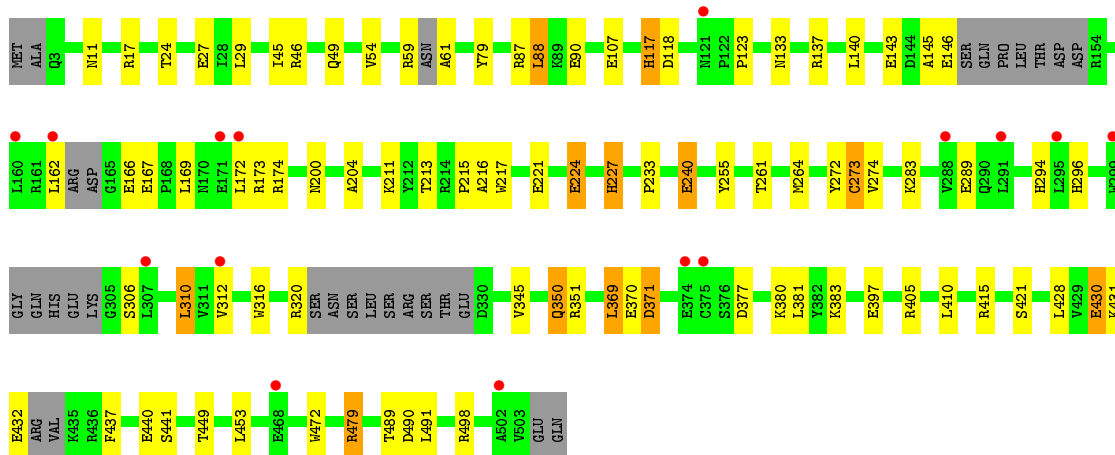 MET ALA Q3 N11 R17 T24 E27 I28 L29 I45 R46 Q49 V54 R59 ASN A61 Y79 R87 L88 K89 E90 E107 H117 D118 N121 P122 P123 N133 R137 L140 E143 D144 A145 E146 SER GLN PRO LEU THR ASP ASP R154
L160 R161 L162 ARG ASP G165 E166 E167 P168 L169 N170 E171 L172 R173 R174 N200 A204 K211 Y212 T213 R214 P215 A216 W217 E221 E224 H227 P233 E240 Y255 T261 M264 Y272 C273 V274 K283 V288 E289 Q290 L291 H294 L295 H296
GLY GLN HIS GLU LYS G305 S306 L307 L310 V311 V312 W316 R320 SER ASN SER LEU SER ARG SER THR GLU D330 V345 Q350 R351 L369 E370 D371 E374 C375 S376 D377 K380 L381 Y382 K383 E397 R405 L410 R415 S421 L428 V429 E430 K431
E432 ARG VAL K435 R436 F437 E440 S441 T449 L453 E468 W472 R479 T489 D490 L491 R498 A502 V503 GLU GLN